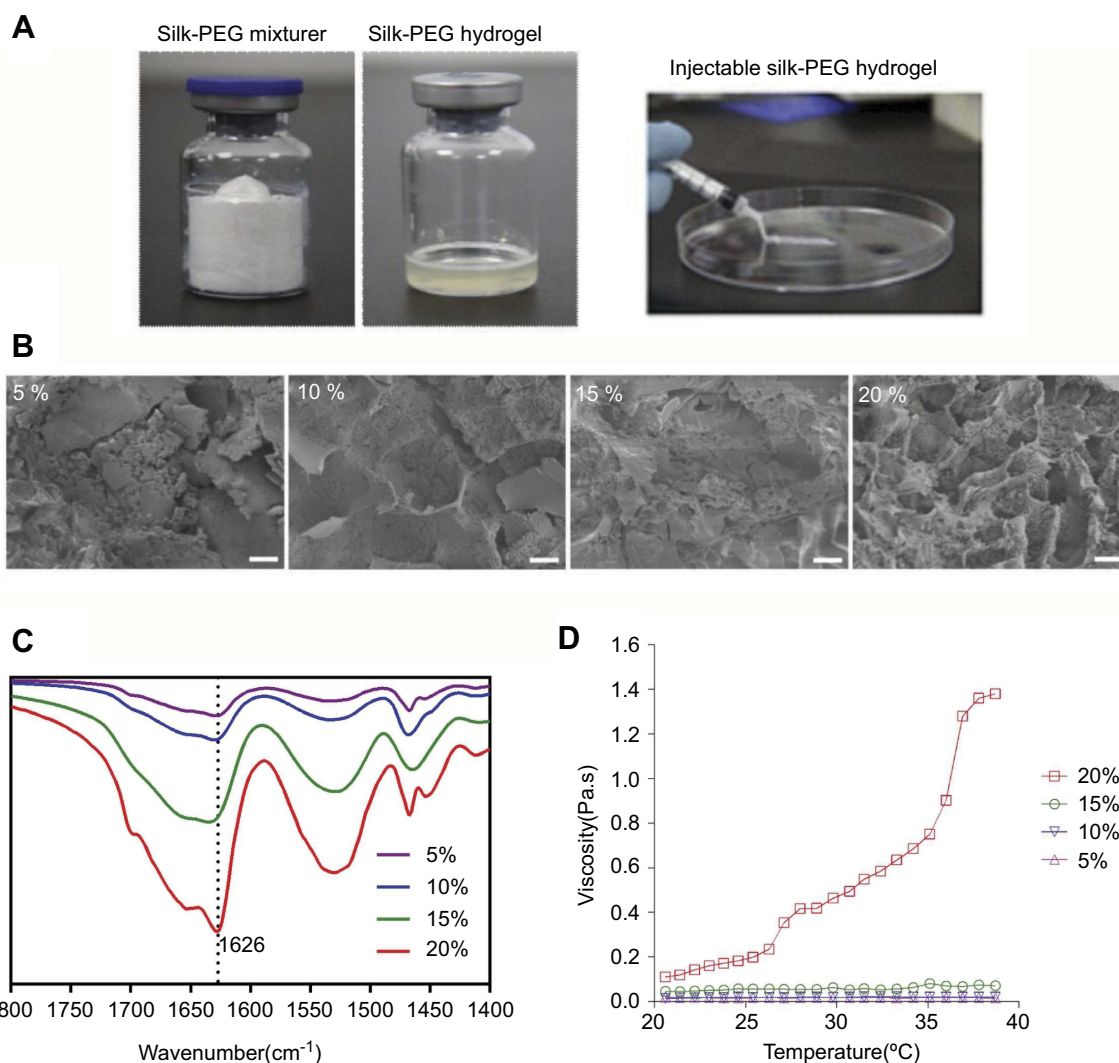 A
Silk-PEG mixturer
Silk-PEG hydrogel
Injectable silk-PEG hydrogel
B
5 %
10 %
15 %
20 %
C
5%
10%
15%
20%
1626
800 1750 1700 1650 1600 1550 1500 1450 1400
Wavenumber(cm⁻¹)
D
1.6
1.4
1.2
1.0
0.8
0.6
0.4
0.2
0.0
Viscosity(Pa.s)
20%
15%
10%
5%
20 25 30 35 40
Temperature(ºC)